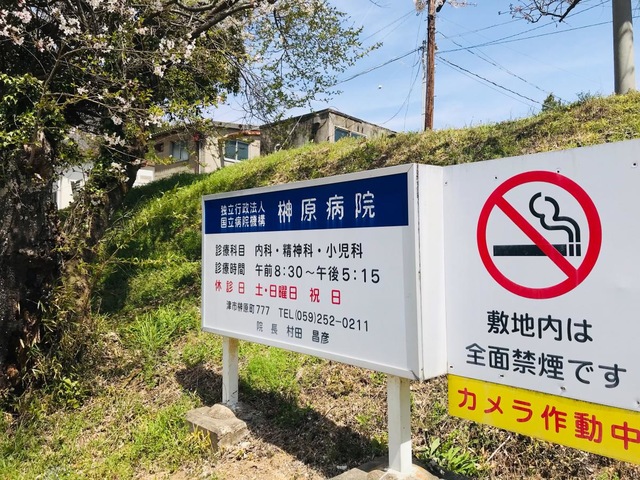 独立行政法人
国立病院機構
榊原病院
診療科目 内科・精神科・小児科
診療時間 午前8:30～午後5:15
休診日 土・日曜日 祝日
津市榊原町777 TEL(059)252-0211
院長 村田 昌彦
敷地内は
全面禁煙です
カメラ作動中